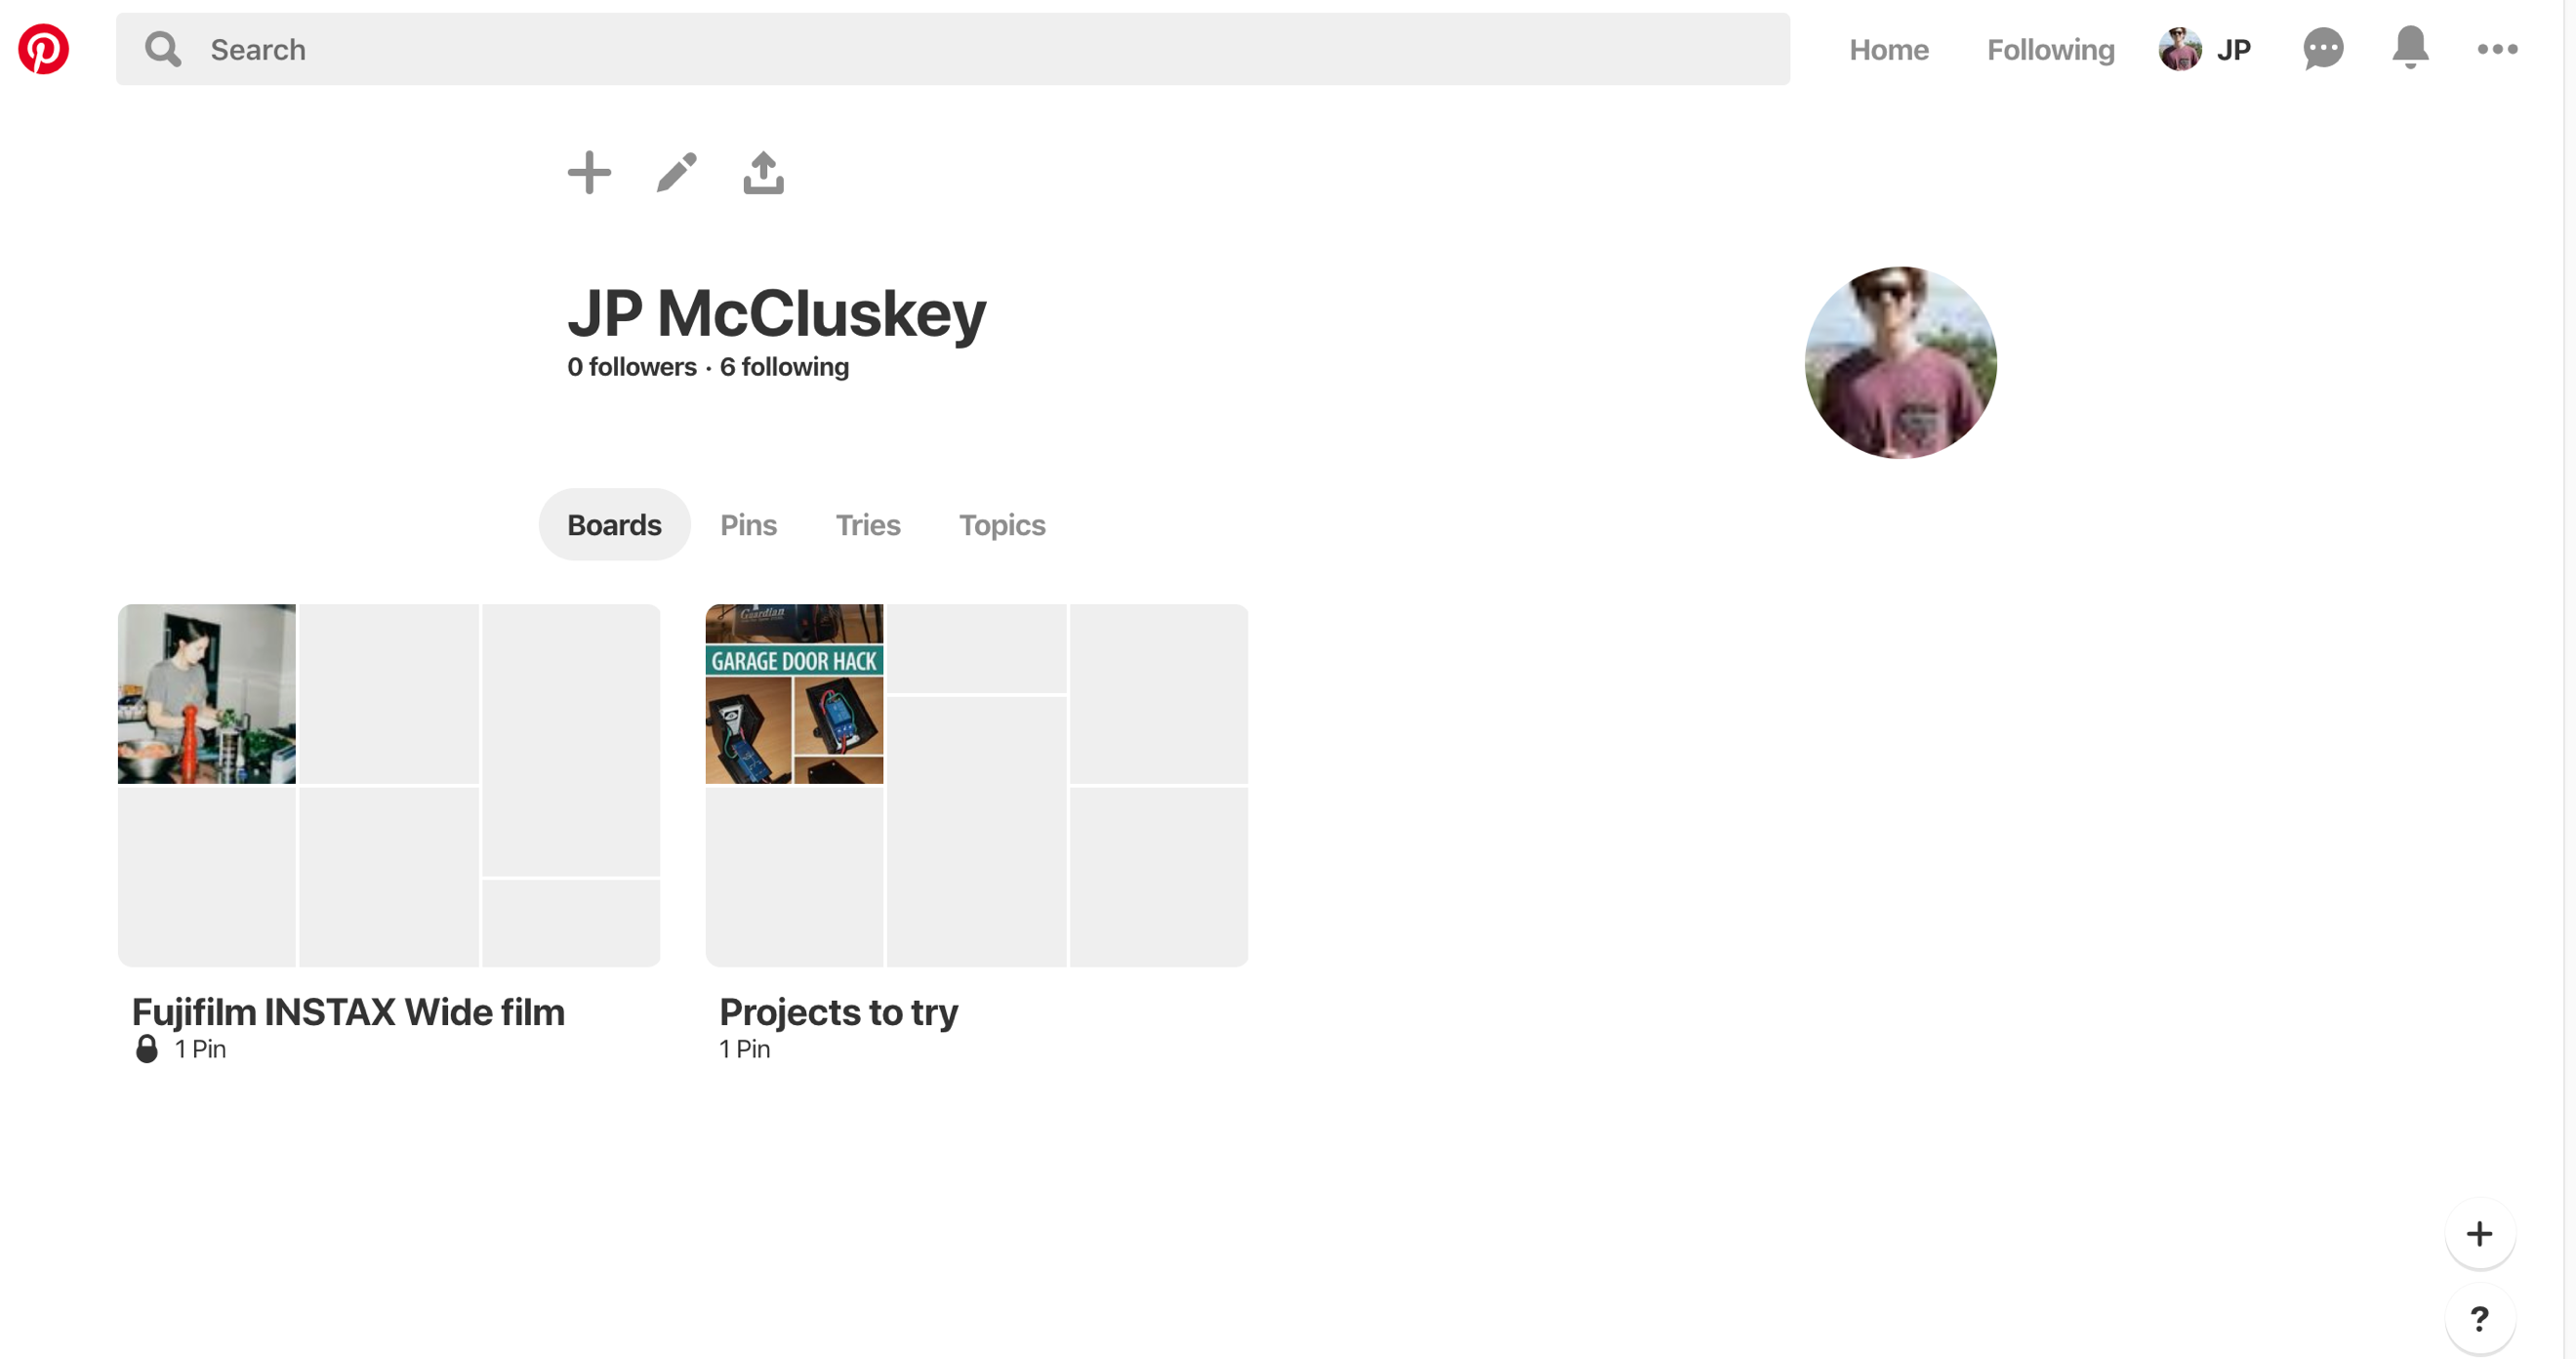 Search
Home
Following
JP
JP McCluskey
0 followers · 6 following
Boards
Pins
Tries
Topics
Guardian
GARAGE DOOR HACK
Fujifilm INSTAX Wide film
1 Pin
Projects to try
1 Pin
+
?